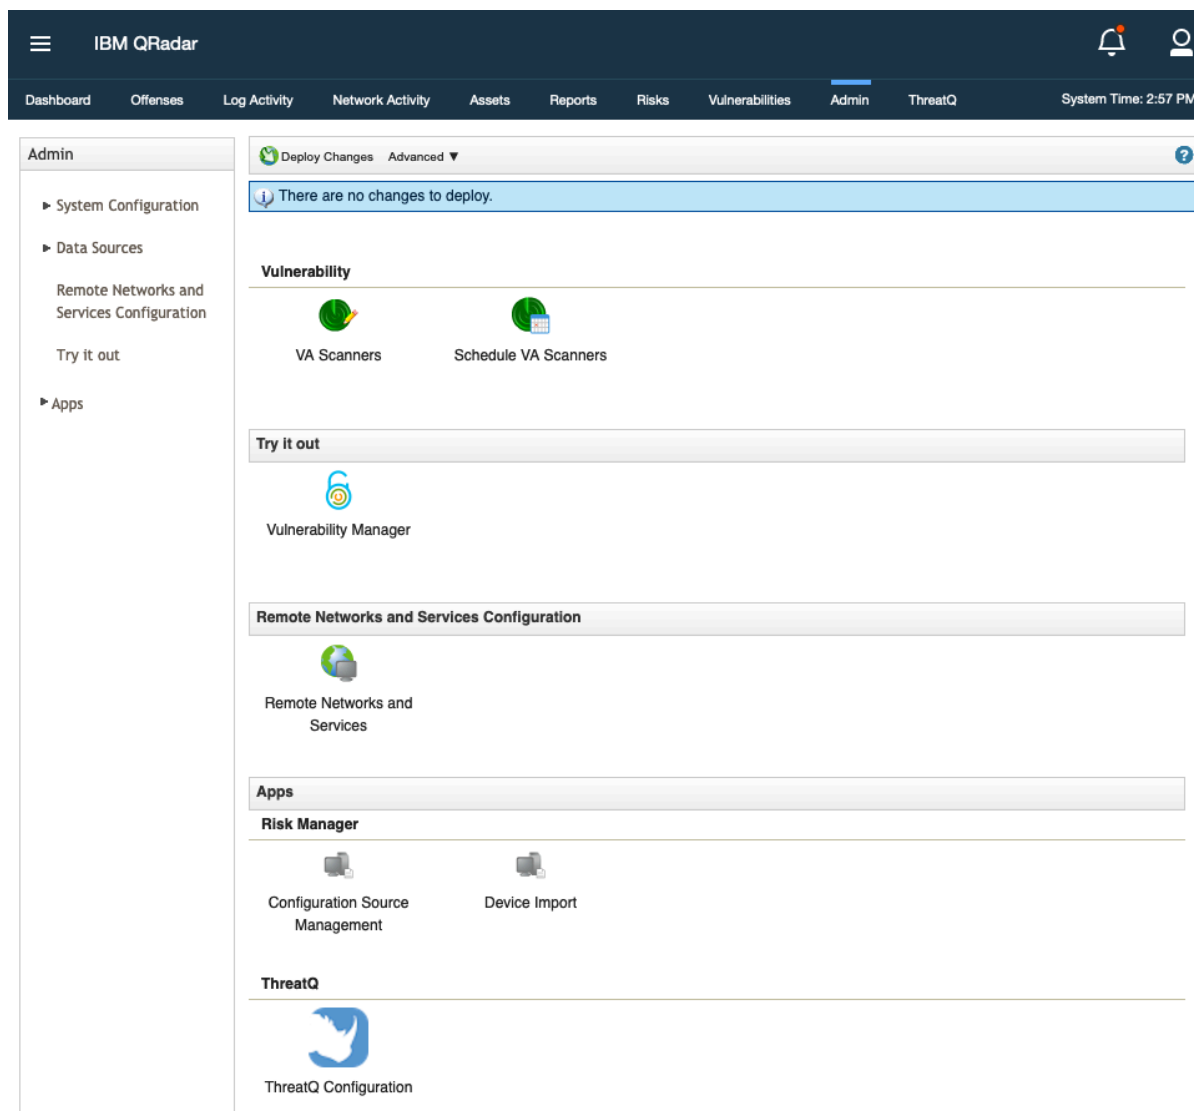 IBM QRadar
Dashboard Offenses Log Activity Network Activity Assets Reports Risks Vulnerabilities Admin ThreatQ System Time: 2:57 PM
Admin
System Configuration
Data Sources
Remote Networks and
Services Configuration
Try it out
Apps
Deploy Changes Advanced ▼
?
i There are no changes to deploy.
Vulnerability
VA Scanners Schedule VA Scanners
Try it out
Vulnerability Manager
Remote Networks and Services Configuration
Remote Networks and
Services
Apps
Risk Manager
Configuration Source
Management
Device Import
ThreatQ
ThreatQ Configuration